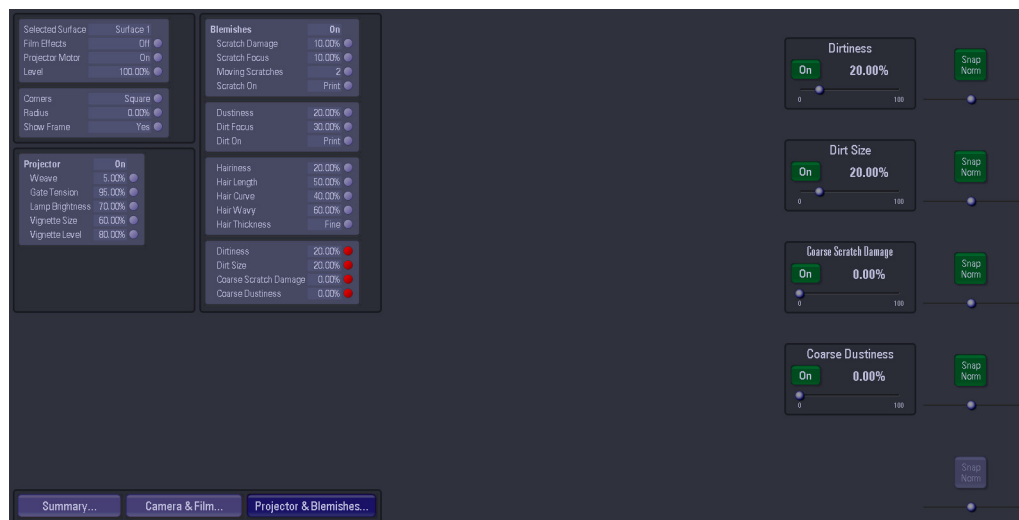 Selected Surface Surface 1
Film Effects Off
Projector Motor On
Level 100.00%
Corners Square
Radius 0.00%
Show Frame Yes
Projector On
Weave 5.00%
Gate Tension 95.00%
Lamp Brightness 70.00%
Vignette Size 60.00%
Vignette Level 80.00%
Blemishes On
Scratch Damage 10.00%
Scratch Focus 10.00%
Moving Scratches 2
Scratch On Print
Dustiness 20.00%
Dirt Focus 30.00%
Dirt On Print
Hairiness 20.00%
Hair Length 50.00%
Hair Curve 40.00%
Hair Wavy 60.00%
Hair Thickness Fine
Dirtiness 20.00%
Dirt Size 20.00%
Coarse Scratch Damage 0.00%
Coarse Dustiness 0.00%
Dirtiness
On 20.00%
0 100
Snap
Norm
Dirt Size
On 20.00%
0 100
Snap
Norm
Coarse Scratch Damage
On 0.00%
0 100
Snap
Norm
Coarse Dustiness
On 0.00%
0 100
Snap
Norm
Snap
Norm
Summary... Camera & Film... Projector & Blemishes...